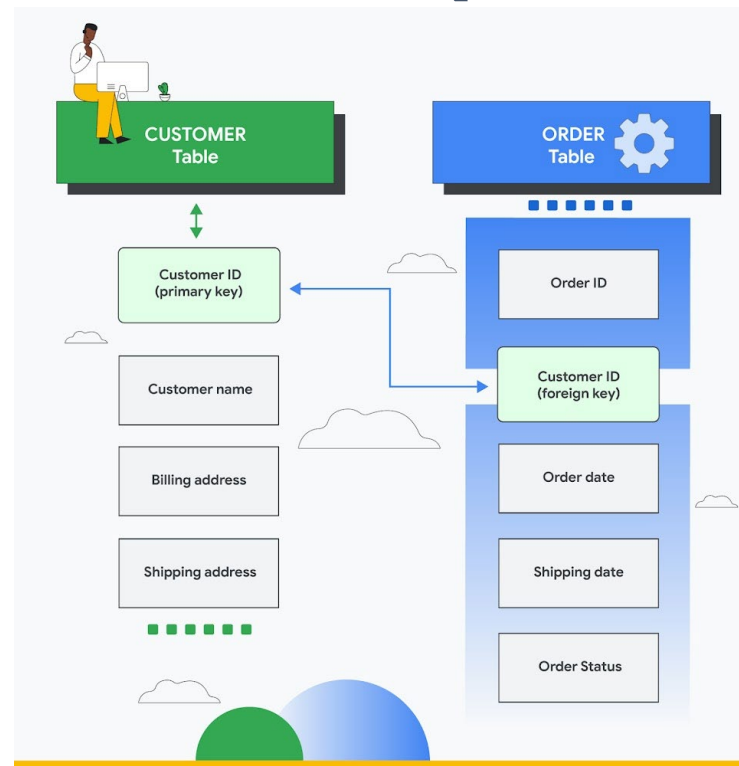 CUSTOMER
Table
Customer ID
(primary key)
Customer name
Billing address
Shipping address
ORDER
Table
Order ID
Customer ID
(foreign key)
Order date
Shipping date
Order Status